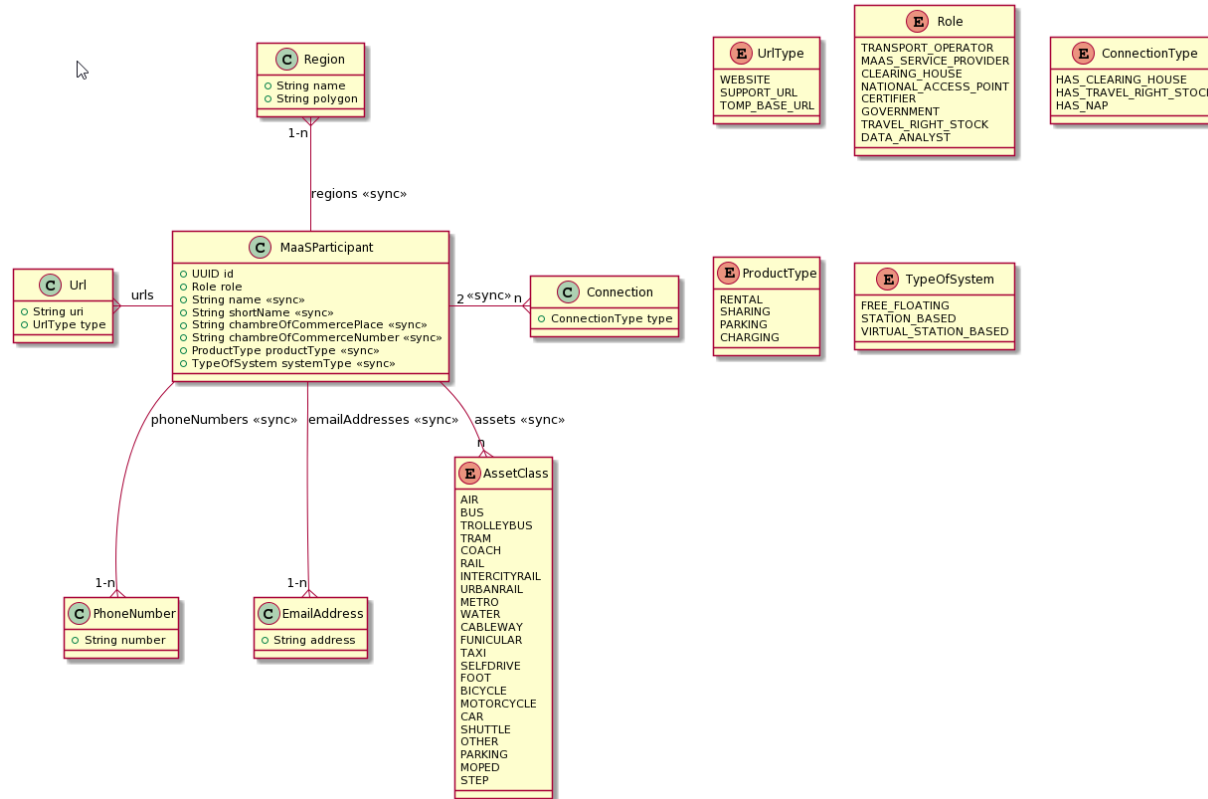 C Region
String name
String polygon
1-n
regions «sync»
E UrlType
WEBSITE
SUPPORT_URL
TOMP_BASE_URL
E Role
TRANSPORT_OPERATOR
MAAS_SERVICE_PROVIDER
CLEARING_HOUSE
NATIONAL_ACCESS_POINT
CERTIFIER
GOVERNMENT
TRAVEL_RIGHT_STOCK
DATA_ANALYST
E ConnectionType
HAS_CLEARING_HOUSE
HAS_TRAVEL_RIGHT_STOCK
HAS_NAP
C Url
String uri
UrlType type
urls
C MaaSParticipant
UUID id
Role role
String name «sync»
String shortName «sync»
String chambreOfCommercePlace «sync»
String chambreOfCommerceNumber «sync»
ProductType productType «sync»
TypeOfSystem systemType «sync»
2 «sync» n
C Connection
ConnectionType type
E ProductType
RENTAL
SHARING
PARKING
CHARGING
E TypeOfSystem
FREE_FLOATING
STATION_BASED
VIRTUAL_STATION_BASED
phoneNumbers «sync»
emailAddresses «sync»
assets «sync»
1-n
1-n
n
C PhoneNumber
String number
C EmailAddress
String address
E AssetClass
AIR
BUS
TROLLEYBUS
TRAM
COACH
RAIL
INTERCITYRAIL
URBANRAIL
METRO
WATER
CABLEWAY
FUNICULAR
TAXI
SELFDRIVE
FOOT
BICYCLE
MOTORCYCLE
CAR
SHUTTLE
OTHER
PARKING
MOPED
STEP